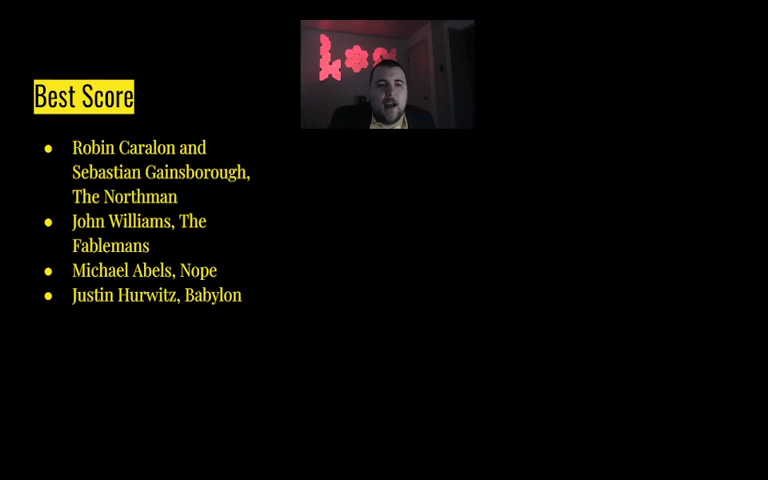 Best Score
● Robin Caralon and
Sebastian Gainsborough,
The Northman
● John Williams, The
Fablemans
● Michael Abels, Nope
● Justin Hurwitz, Babylon